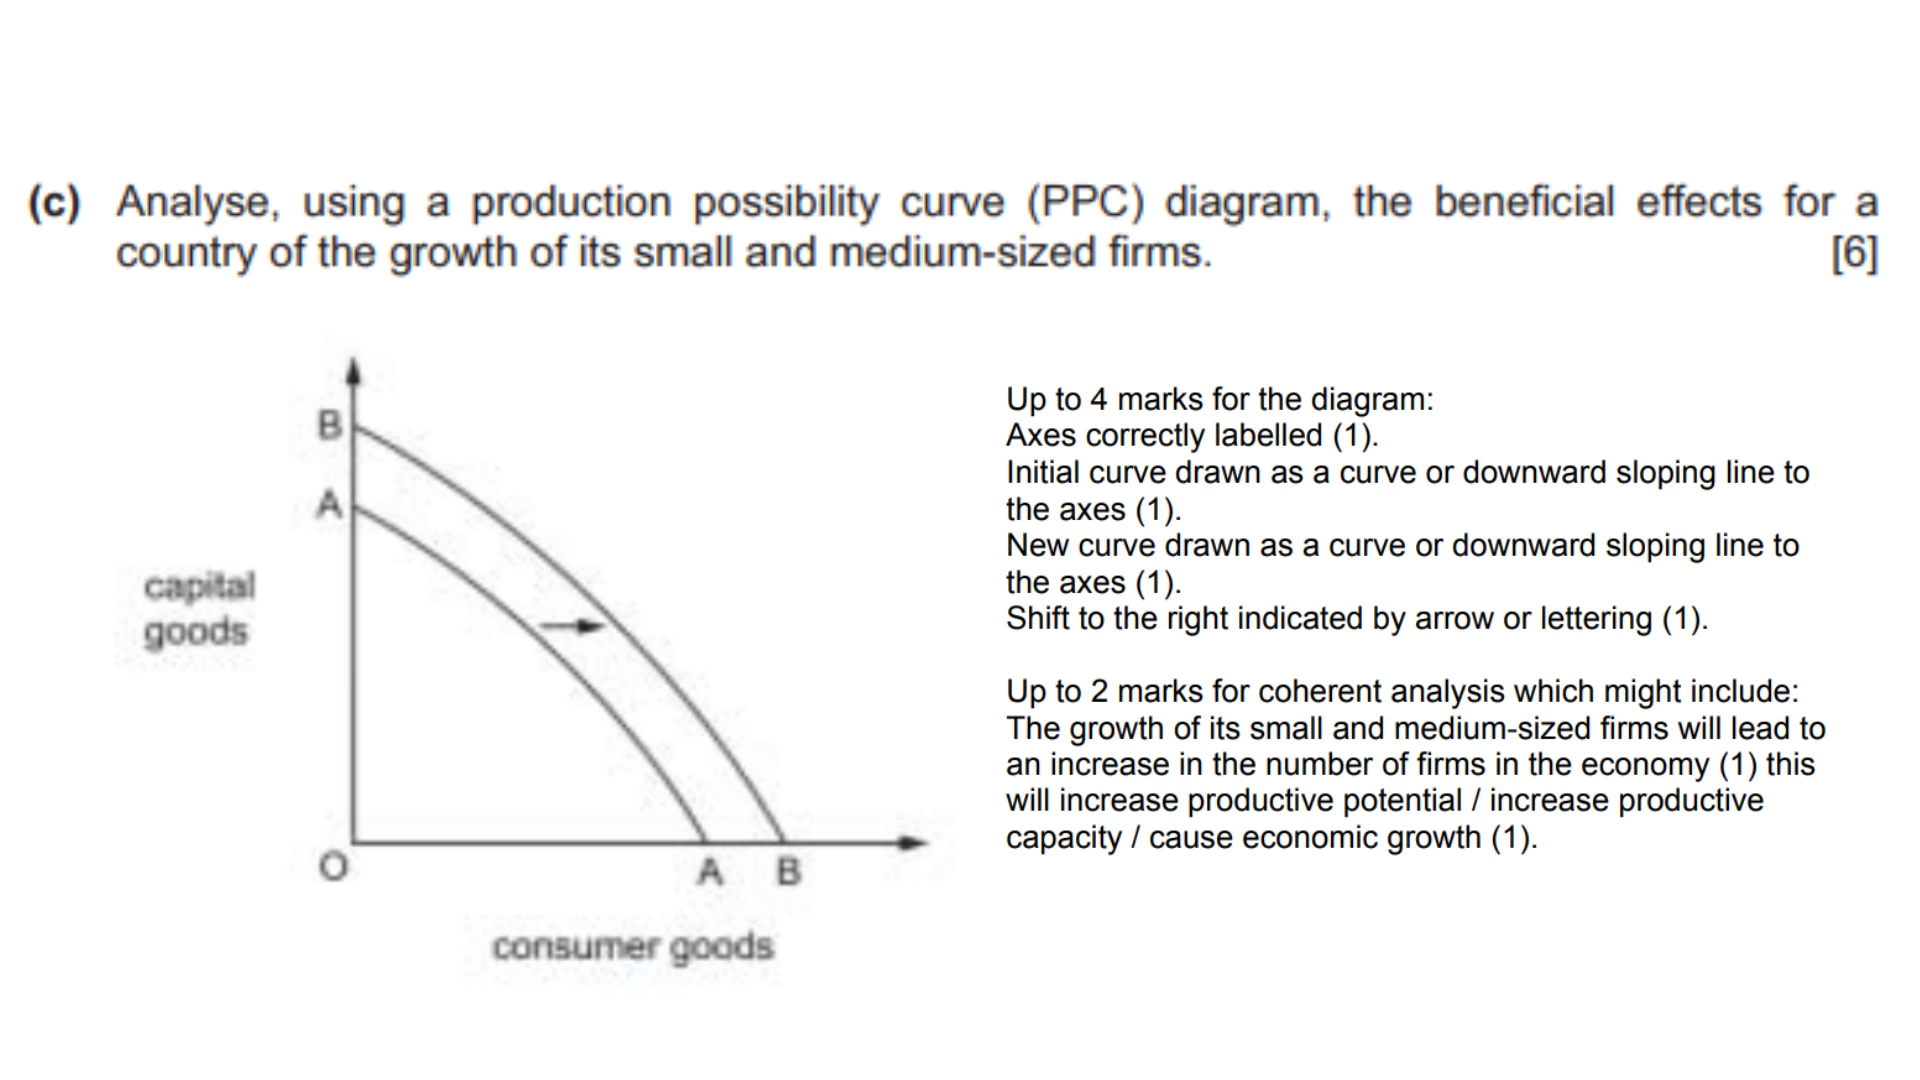 (c) Analyse, using a production possibility curve (PPC) diagram, the beneficial effects for a
country of the growth of its small and medium-sized firms. [6]
B
A
capital
goods
O
A B
consumer goods
Up to 4 marks for the diagram:
Axes correctly labelled (1).
Initial curve drawn as a curve or downward sloping line to
the axes (1).
New curve drawn as a curve or downward sloping line to
the axes (1).
Shift to the right indicated by arrow or lettering (1).
Up to 2 marks for coherent analysis which might include:
The growth of its small and medium-sized firms will lead to
an increase in the number of firms in the economy (1) this
will increase productive potential / increase productive
capacity / cause economic growth (1).